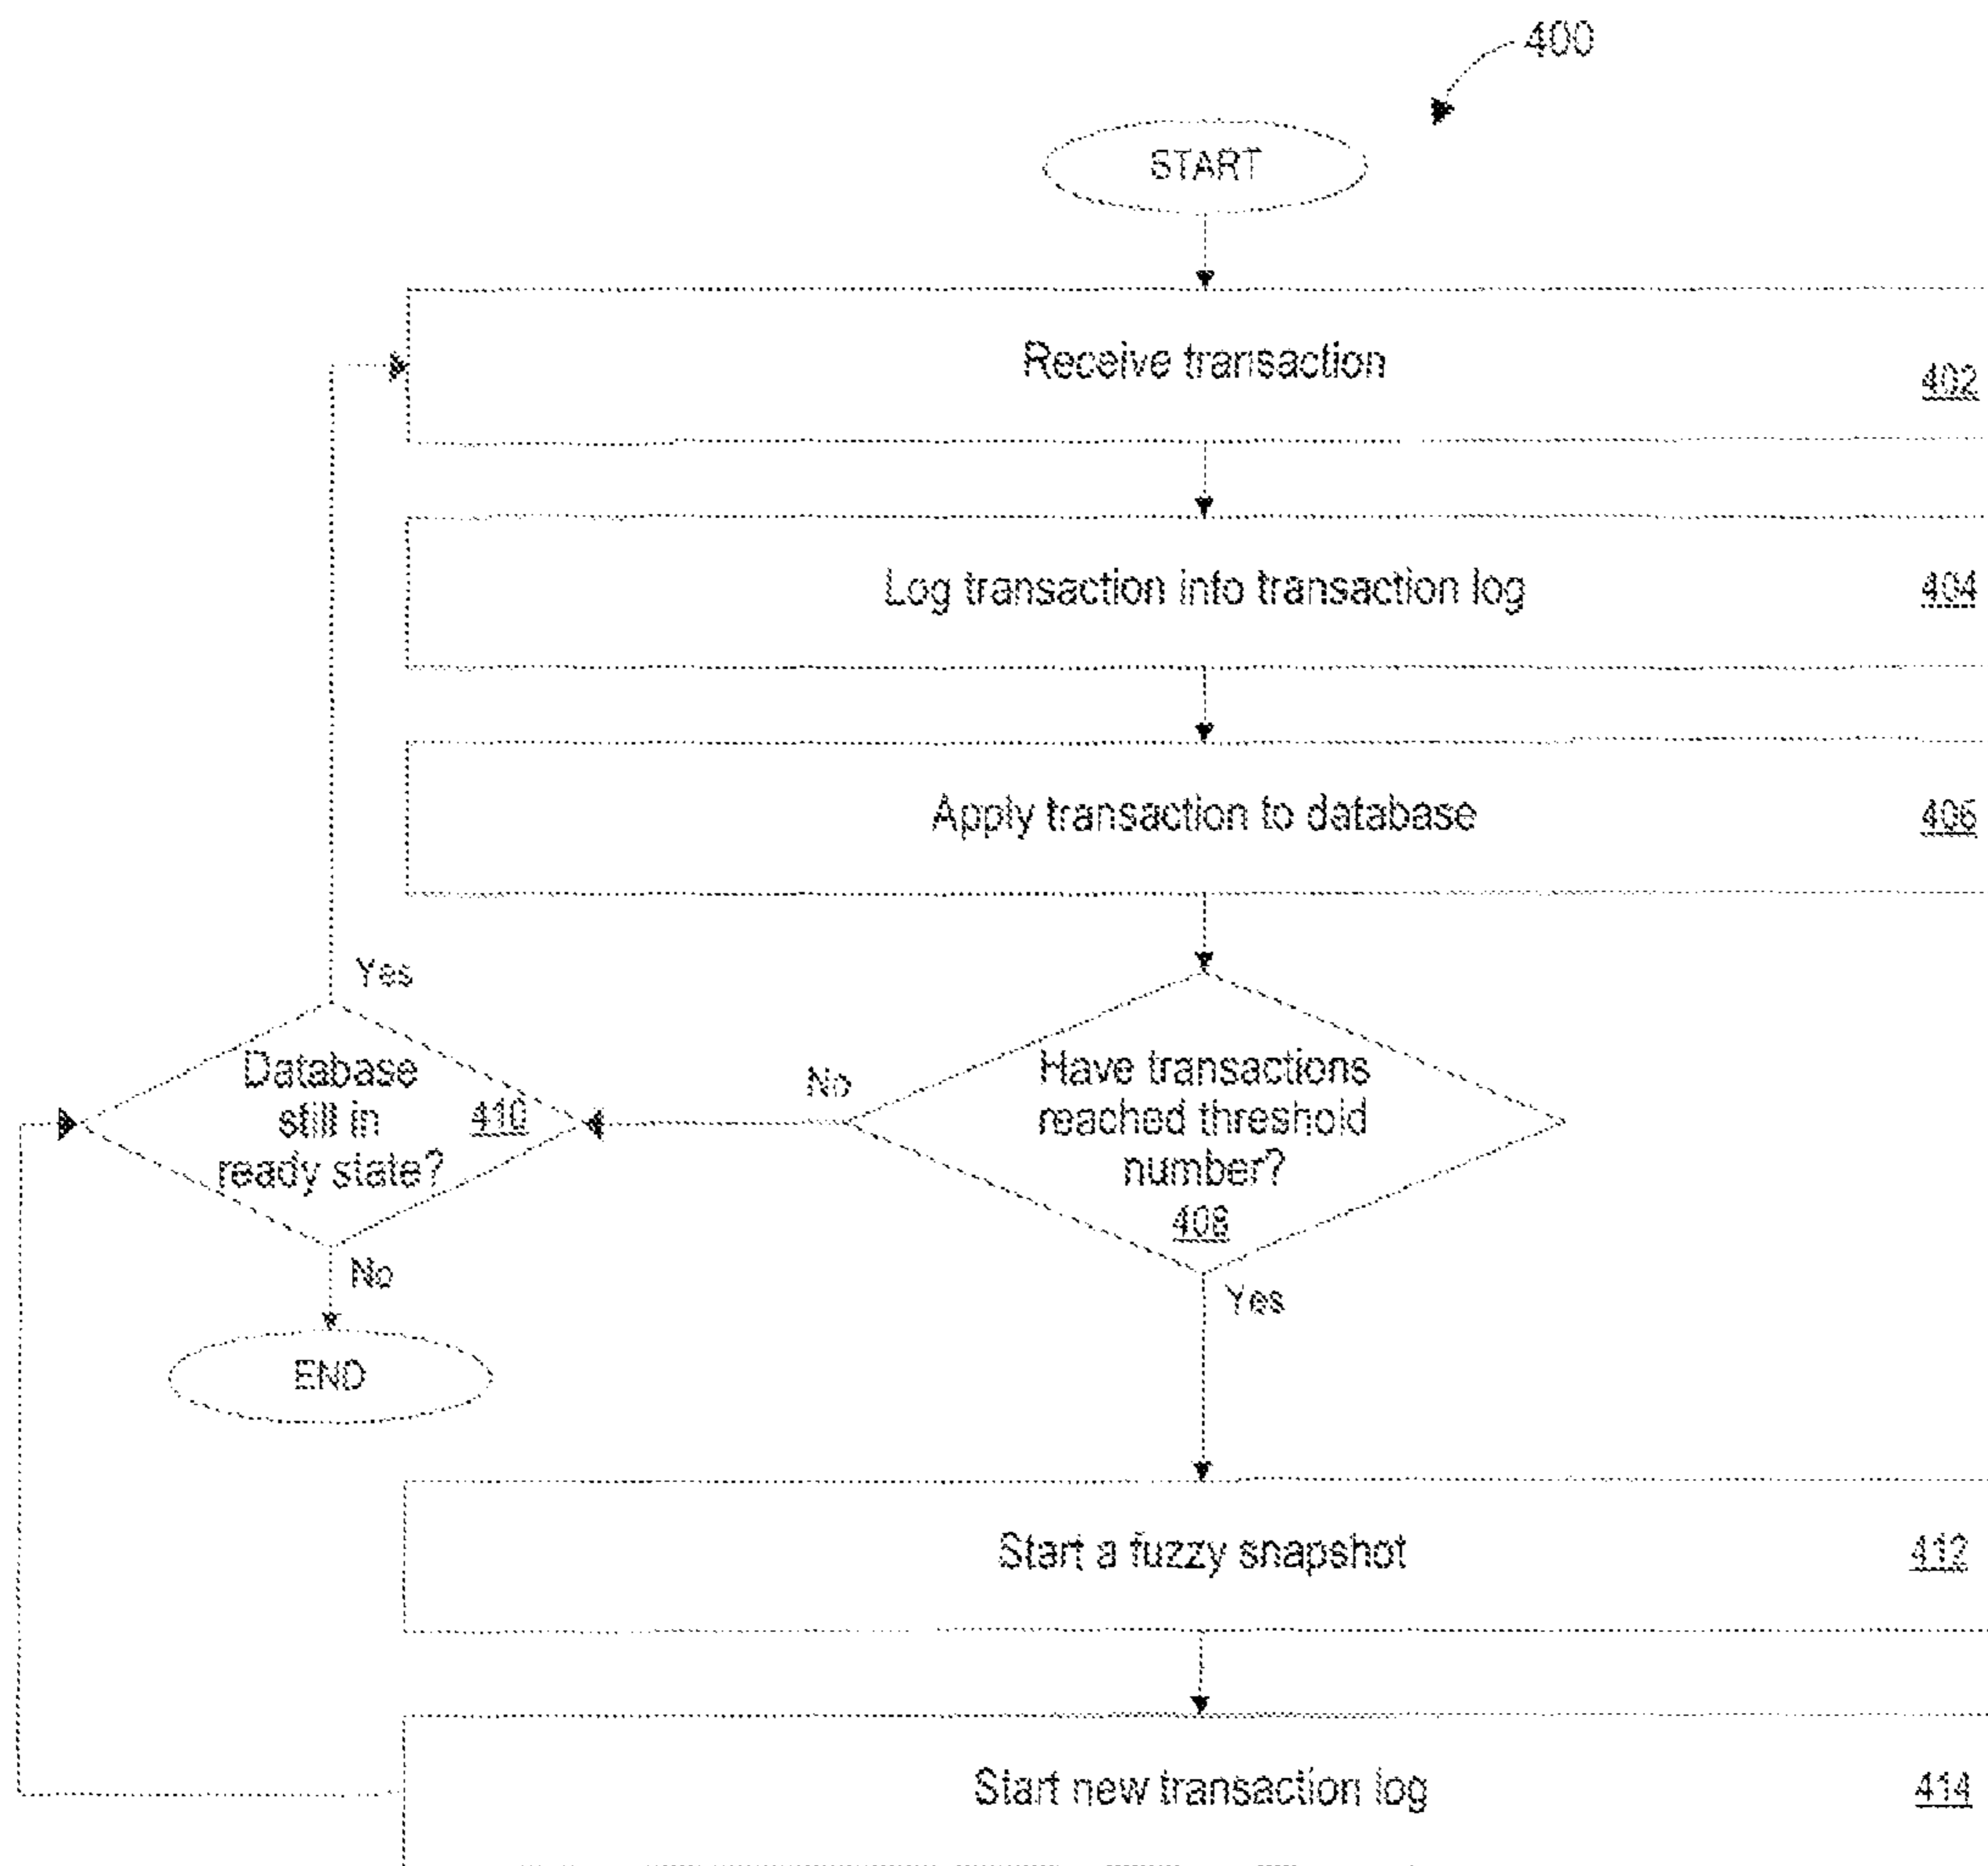 400
START
Receive transaction
402
Log transaction into transaction log
404
Apply transaction to database
406
Yes
Database
still in
ready state?
410
No
Have transactions
reached threshold
number?
408
No
Yes
END
Start a fuzzy snapshot
412
Start new transaction log
414